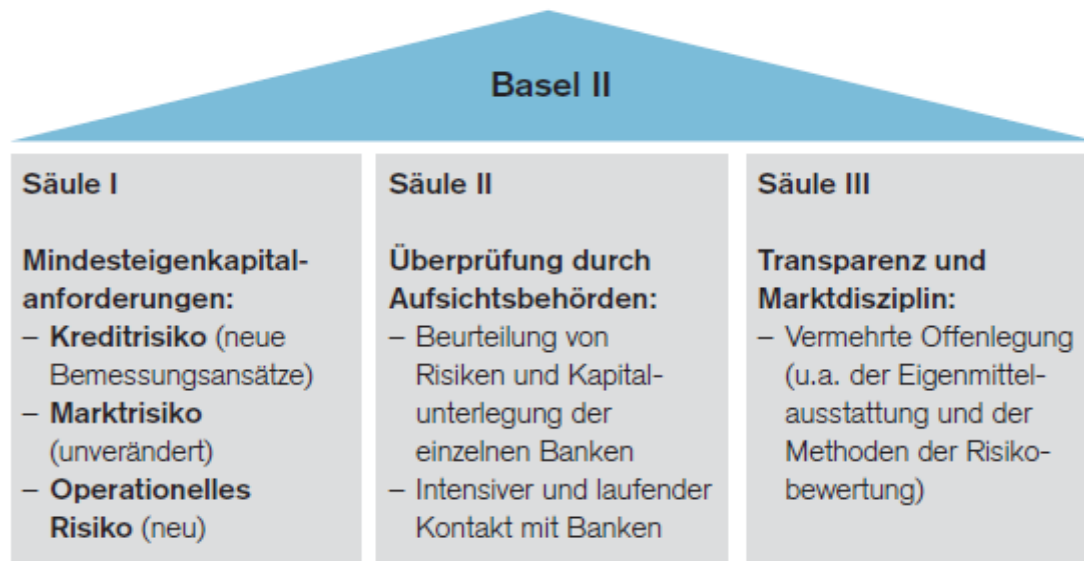 Basel II
Säule I
Mindesteigenkapital-
anforderungen:
– Kreditrisiko (neue
Bemessungsansätze)
– Marktrisiko
(unverändert)
– Operationelles
Risiko (neu)
Säule II
Überprüfung durch
Aufsichtsbehörden:
– Beurteilung von
Risiken und Kapital-
unterlegung der
einzelnen Banken
– Intensiver und laufender
Kontakt mit Banken
Säule III
Transparenz und
Marktdisziplin:
– Vermehrte Offenlegung
(u.a. der Eigenmittel-
ausstattung und der
Methoden der Risiko-
bewertung)